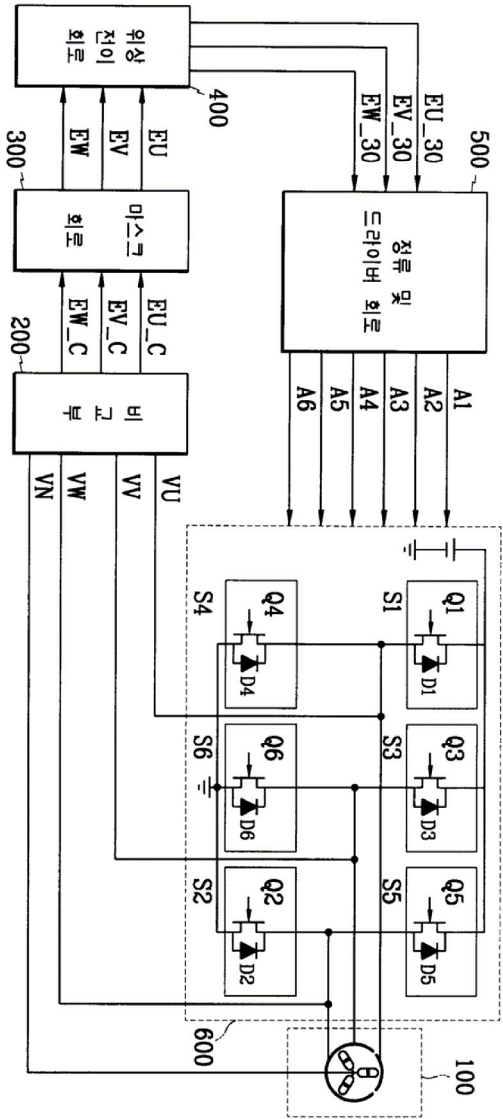 위상
전이
회로
400
EU
EV
EW
300
마스크
회로
EU_C
EV_C
EW_C
200
비교
부
VU
VV
VW
VN
EU_30
EV_30
EW_30
500
정류 및
드라이버 회로
A1
A2
A3
A4
A5
A6
Q1
D1
S1
Q3
D3
S3
Q5
D5
S5
Q4
D4
S4
Q6
D6
S6
Q2
D2
S2
600
100